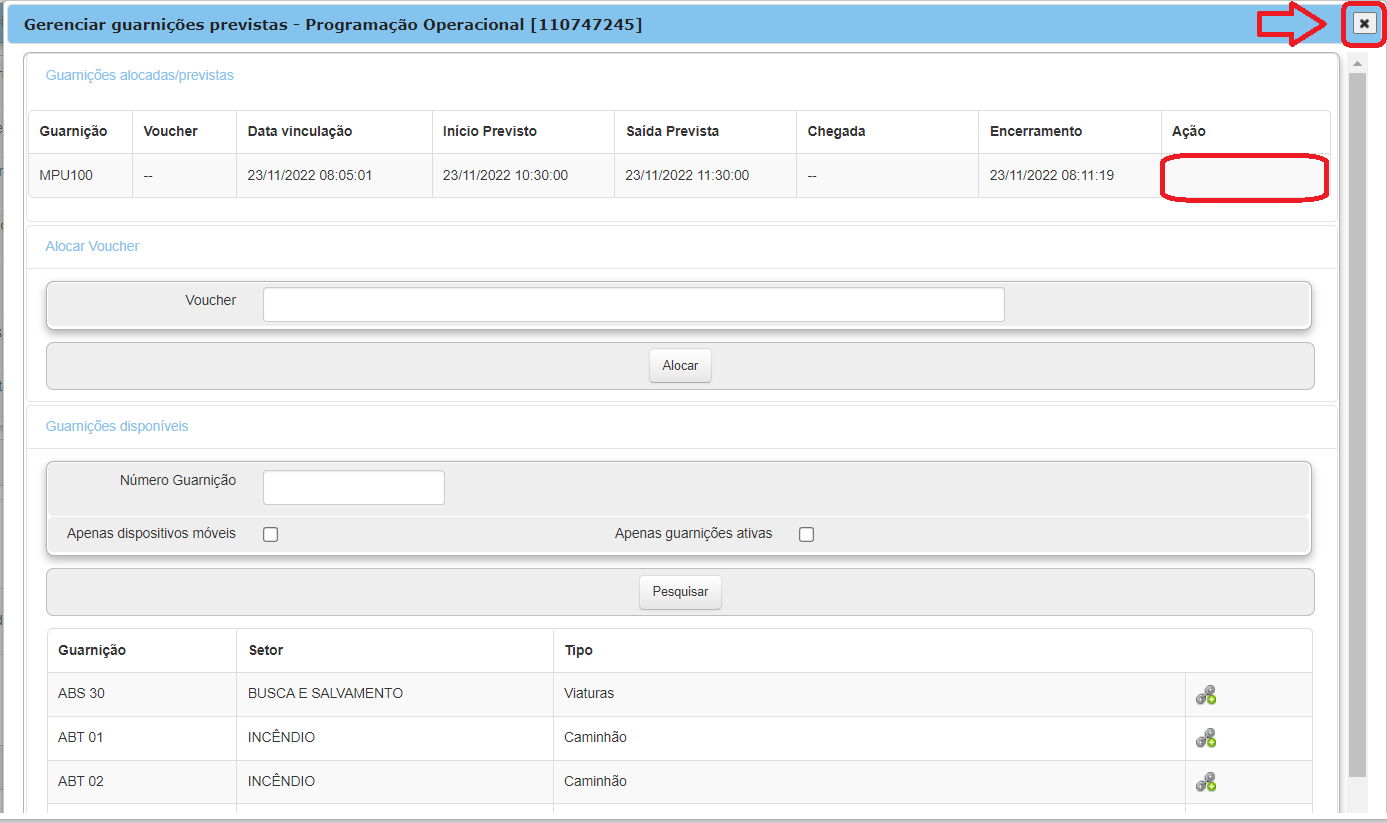 Gerenciar guarnições previstas - Programação Operacional [110747245]
Guarnições alocadas/previstas
Guarnição Voucher Data vinculação Início Previsto Saída Prevista Chegada Encerramento Ação
MPU100 -- 23/11/2022 08:05:01 23/11/2022 10:30:00 23/11/2022 11:30:00 -- 23/11/2022 08:11:19
Alocar Voucher
Voucher
Alocar
Guarnições disponíveis
Número Guarnição
Apenas dispositivos móveis Apenas guarnições ativas
Pesquisar
Guarnição Setor Tipo
ABS 30 BUSCA E SALVAMENTO Viaturas
ABT 01 INCÊNDIO Caminhão
ABT 02 INCÊNDIO Caminhão